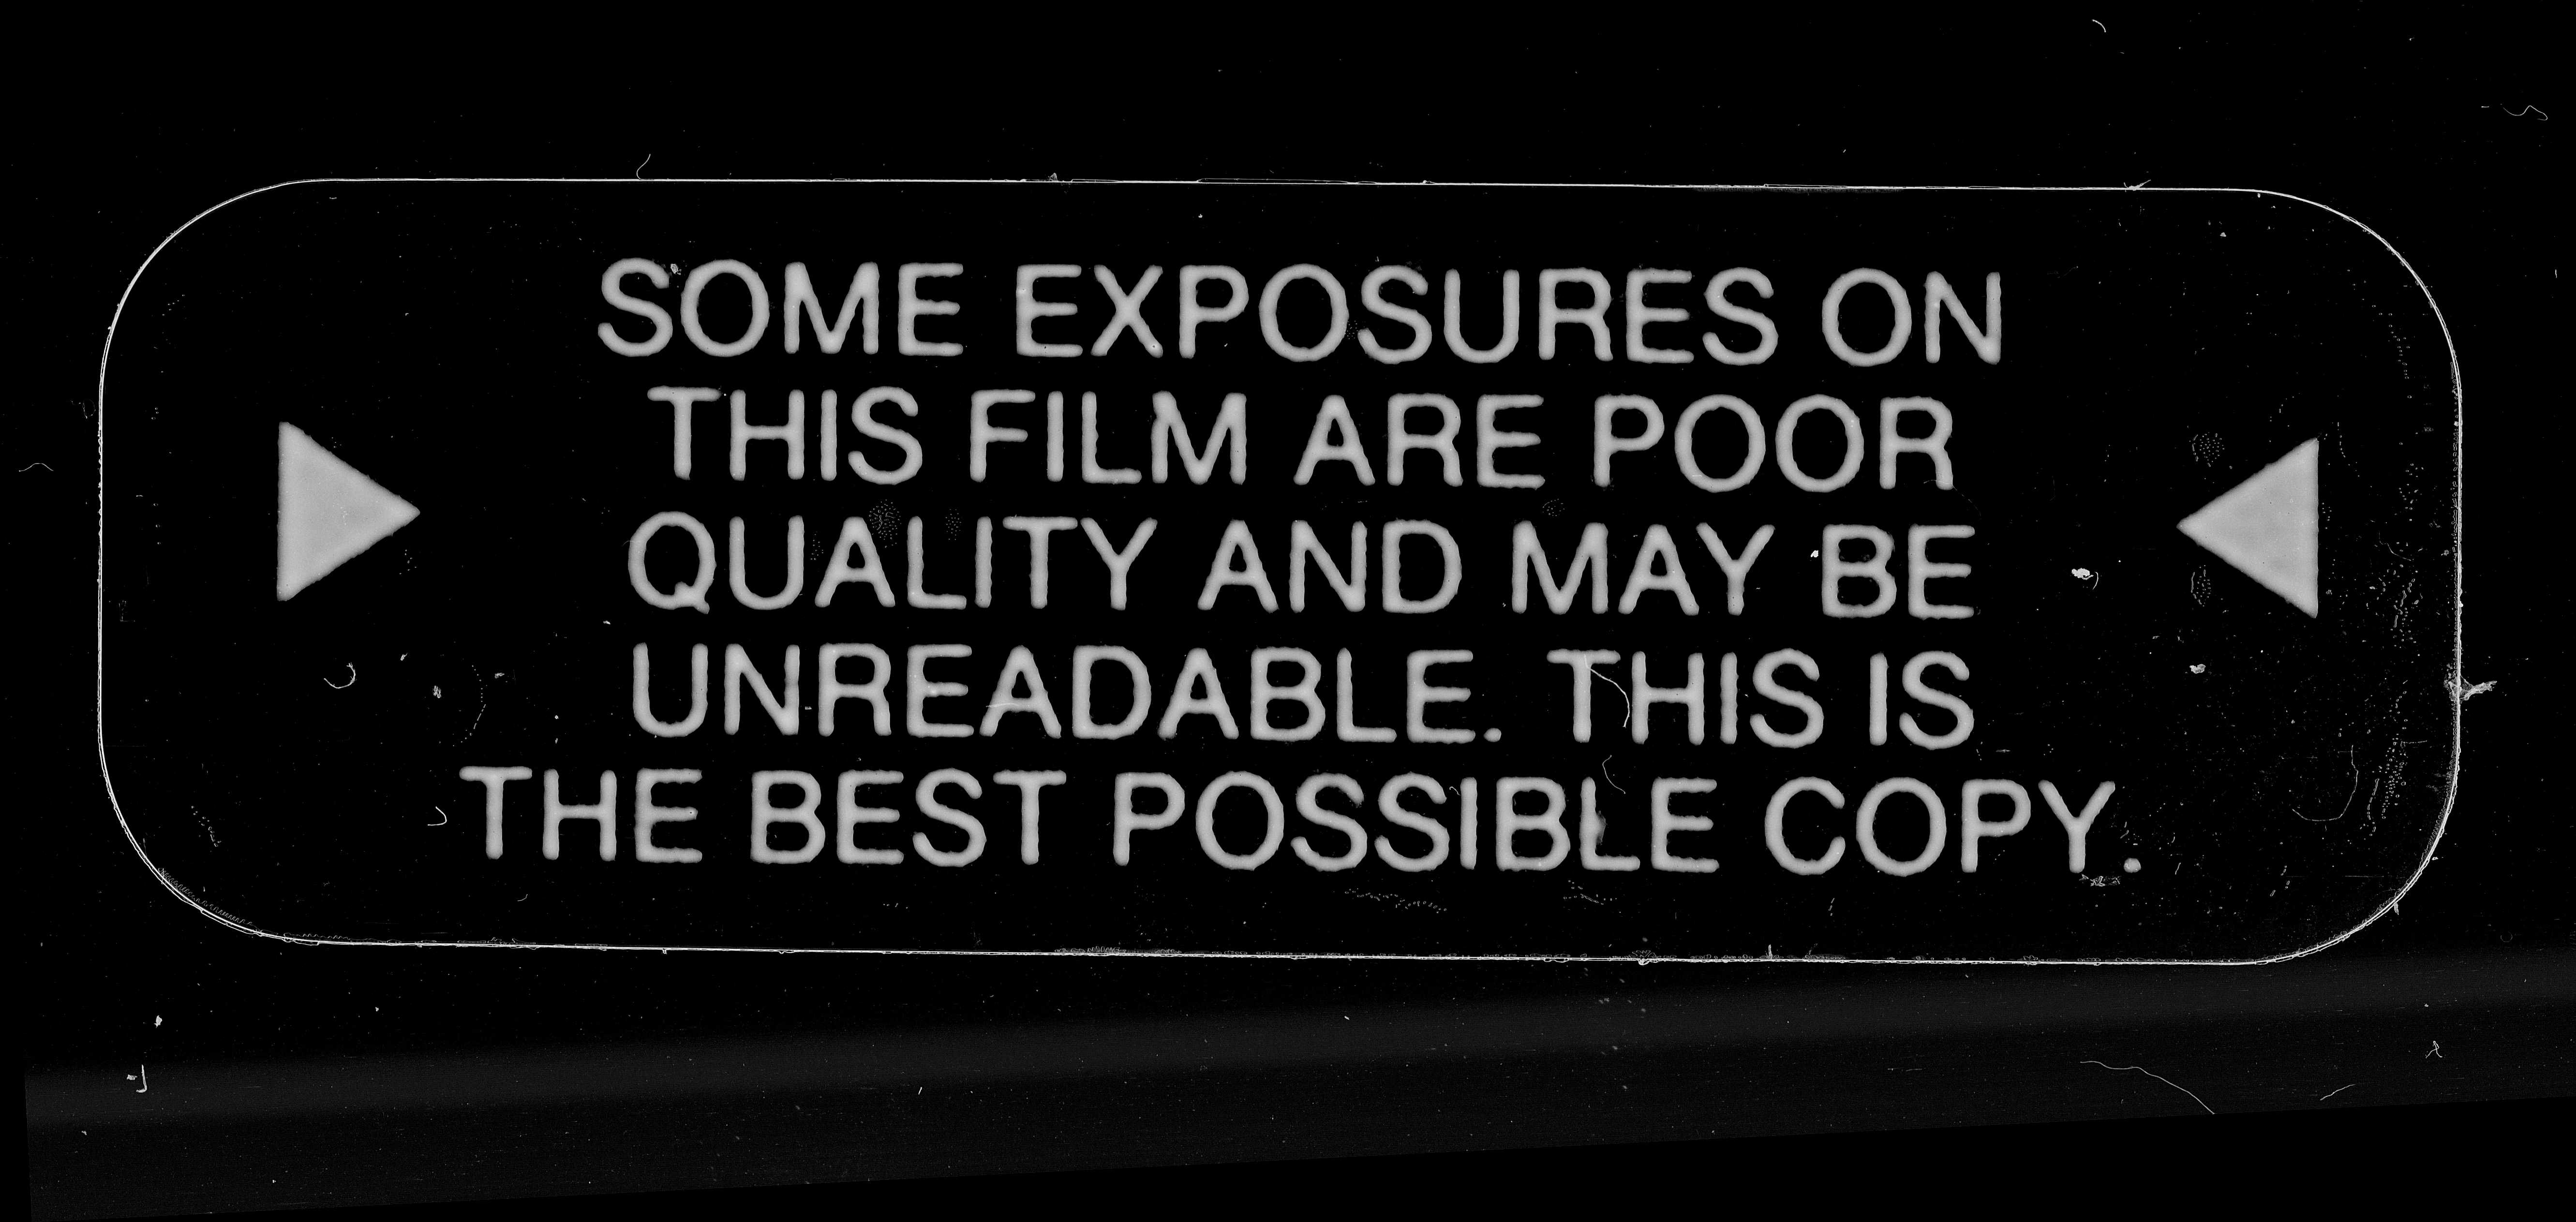 SOME EXPOSURES ON
THIS FILM ARE POOR
QUALITY AND MAY BE
UNREADABLE. THIS IS
THE BEST POSSIBLE COPY.